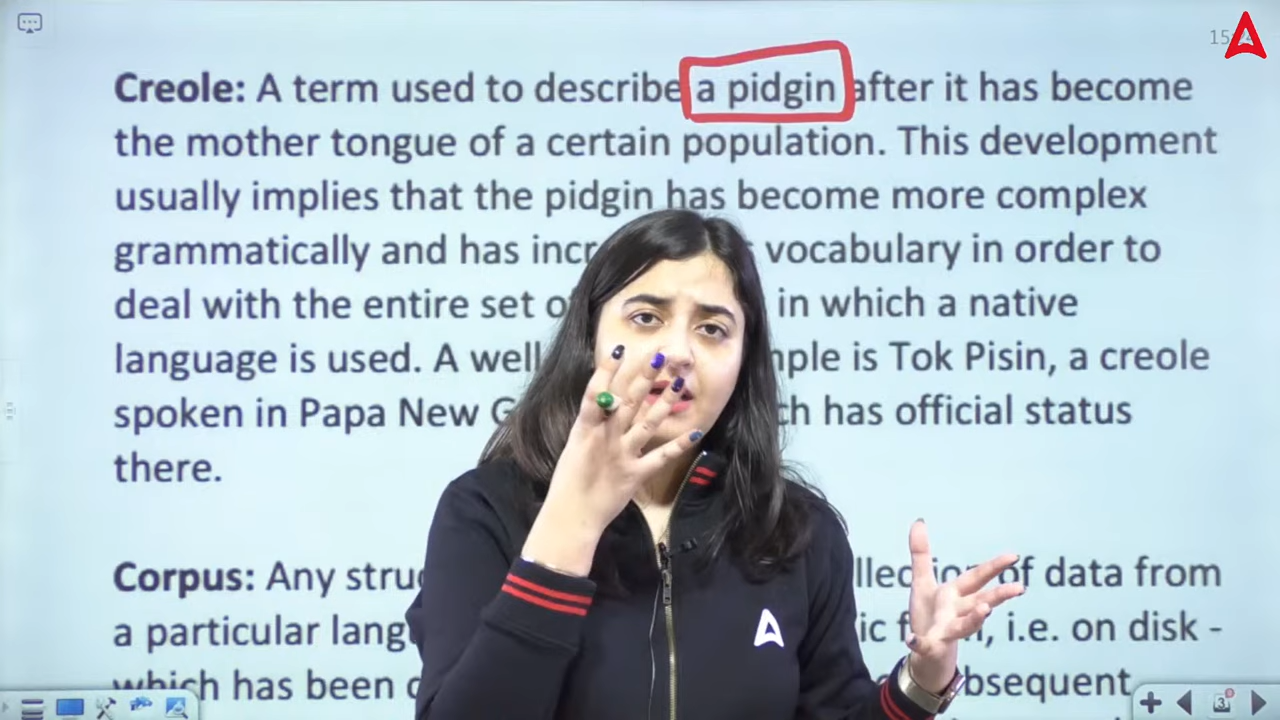 Creole: A term used to describe a pidgin after it has become
the mother tongue of a certain population. This development
usually implies that the pidgin has become more complex
grammatically and has incr vocabulary in order to
deal with the entire set o in which a native
language is used. A well mple is Tok Pisin, a creole
spoken in Papa New G ch has official status
there.
Corpus: Any struc llection of data from
a particular lang ic form, i.e. on disk -
which has been c bsequent